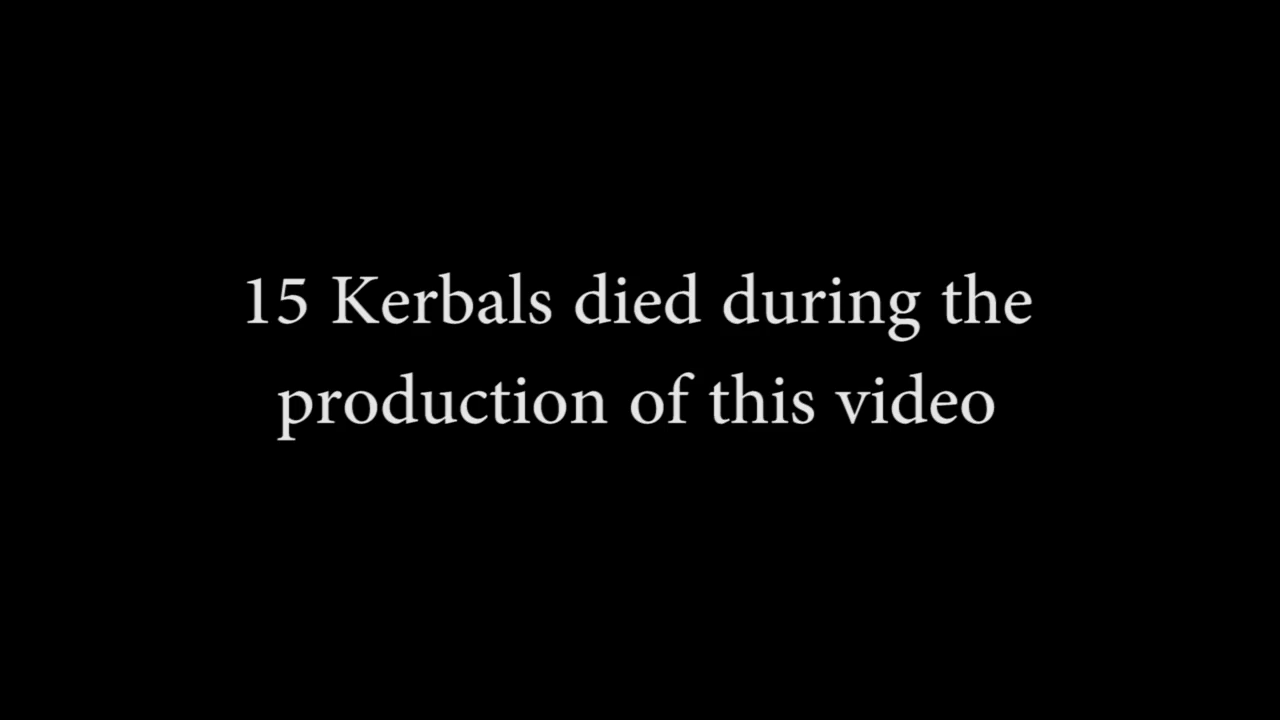 15 Kerbals died during the
production of this video